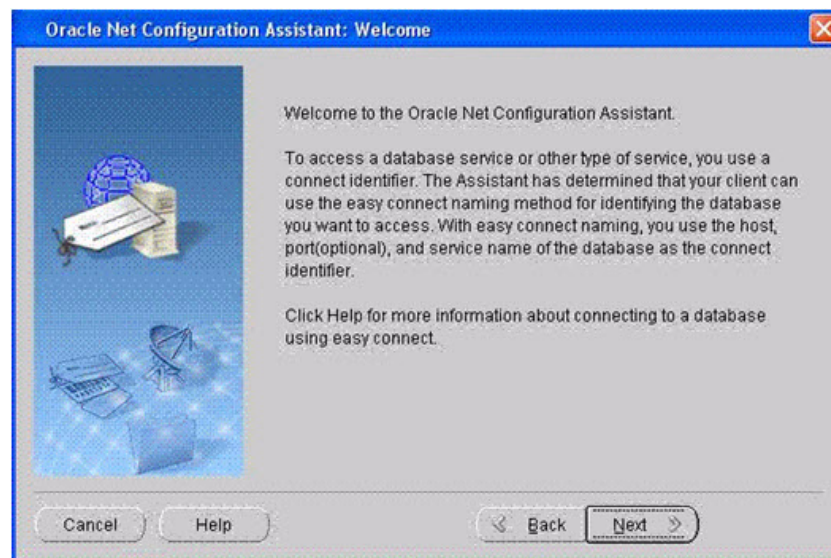 Oracle Net Configuration Assistant: Welcome
Welcome to the Oracle Net Configuration Assistant.
To access a database service or other type of service, you use a
connect identifier. The Assistant has determined that your client can
use the easy connect naming method for identifying the database
you want to access. With easy connect naming, you use the host,
port(optional), and service name of the database as the connect
identifier.
Click Help for more information about connecting to a database
using easy connect.
Cancel
Help
Back
Next